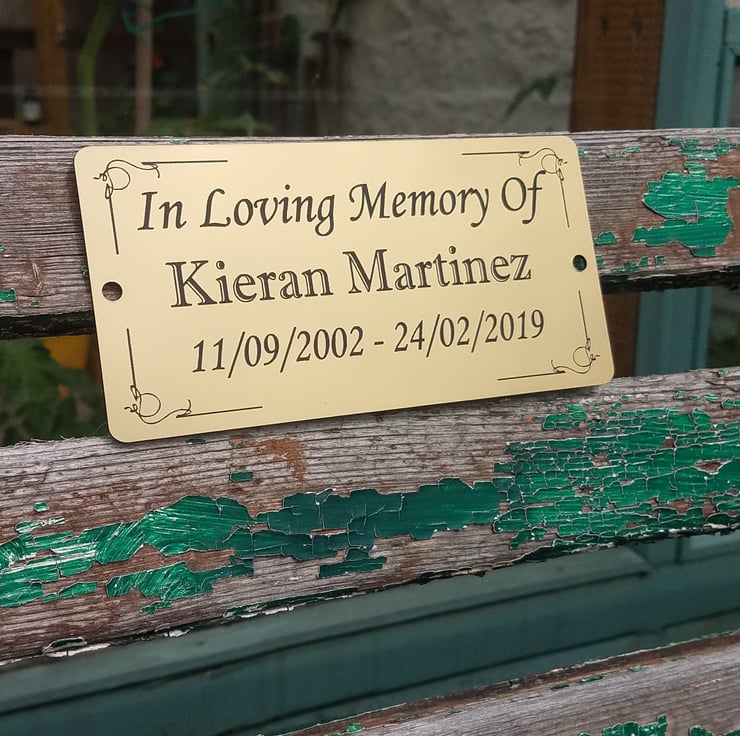 In Loving Memory Of
Kieran Martinez
11/09/2002 - 24/02/2019